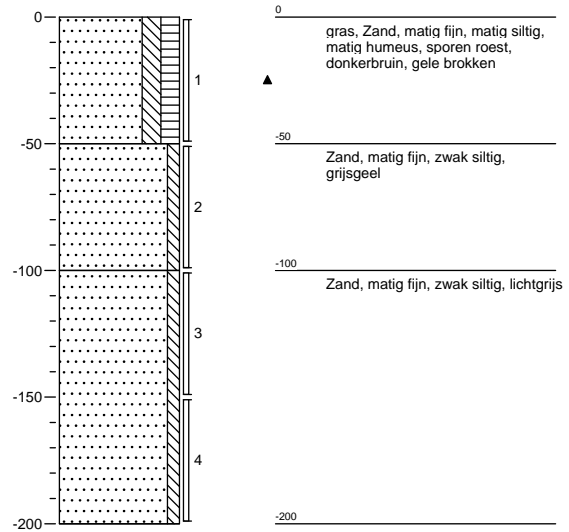 0
-50
-100
-150
-200
1
2
3
4
0
gras, Zand, matig fijn, matig siltig,
matig humeus, sporen roest,
donkerbruin, gele brokken
-50
Zand, matig fijn, zwak siltig,
grijsgeel
-100
Zand, matig fijn, zwak siltig, lichtgrijs
-200